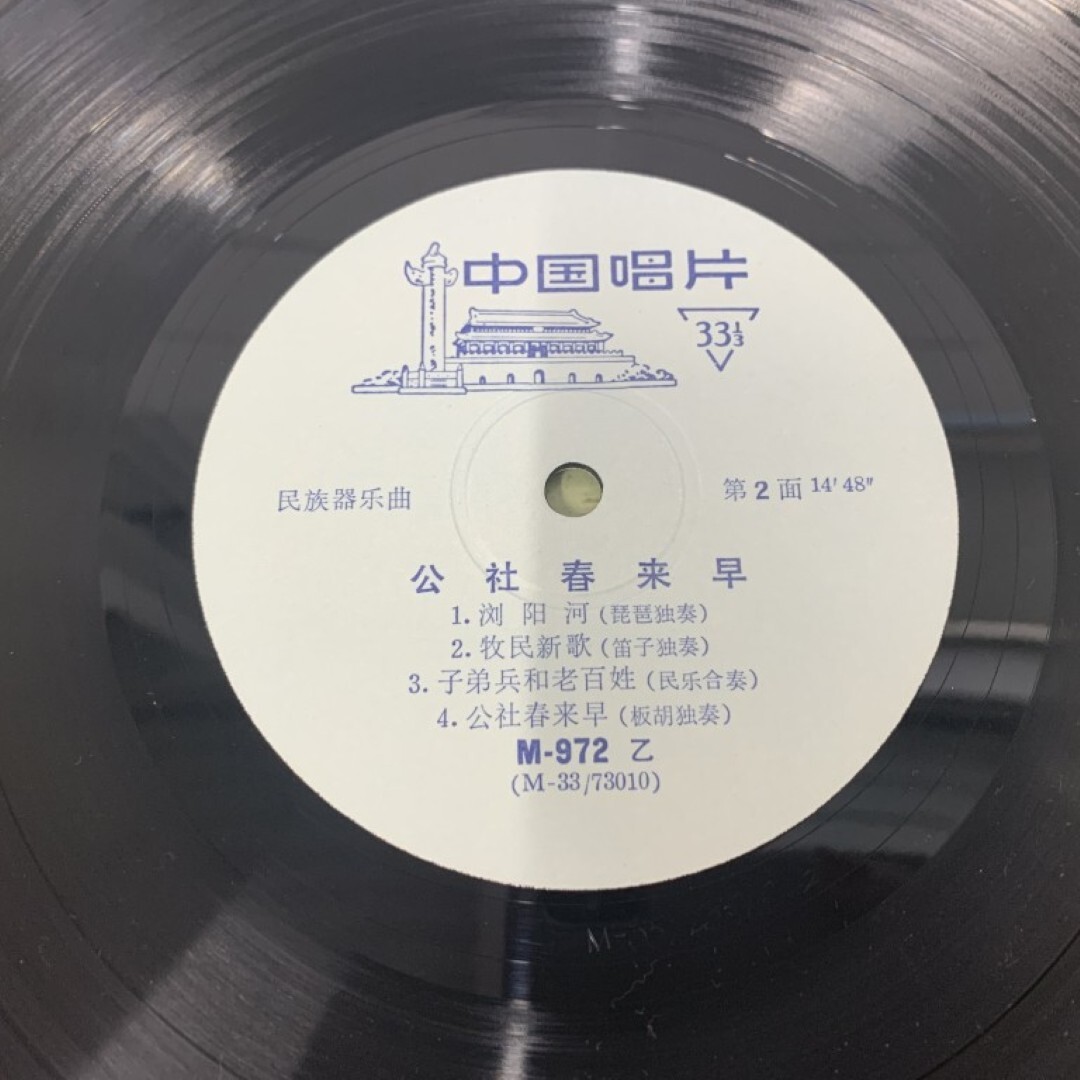 中国唱片
33⅓
民族器乐曲
第2面 14′48″
公社春来早
1. 浏阳河 (琵琶独奏)
2. 牧民新歌 (笛子独奏)
3. 子弟兵和老百姓 (民乐合奏)
4. 公社春来早 (板胡独奏)
M-972 乙
(M-33/73010)